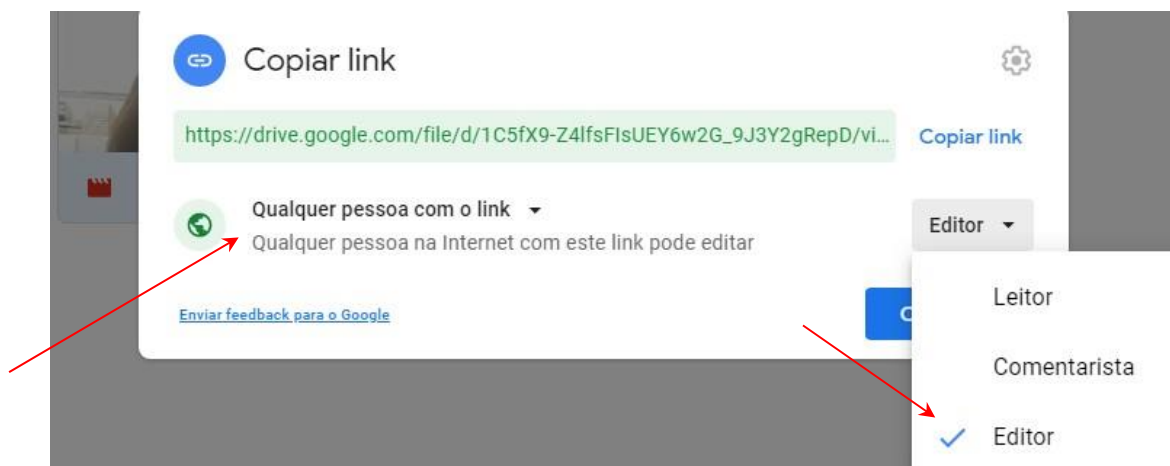 Copiar link
https://drive.google.com/file/d/1C5fX9-Z4lfsFIsUEY6w2G_9J3Y2gRepD/vi... Copiar link
Qualquer pessoa com o link
Qualquer pessoa na Internet com este link pode editar
Editor
Enviar feedback para o Google
Leitor
Comentarista
Editor